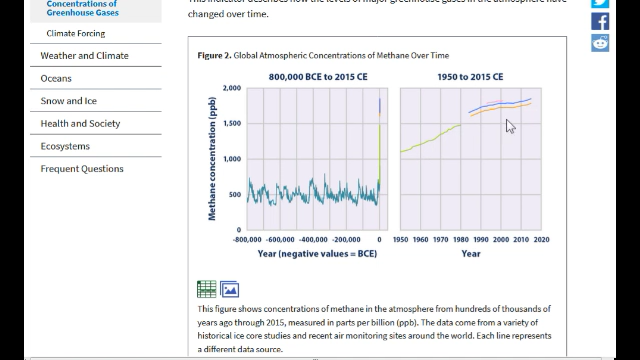 This indicator describes how the levels of major greenhouse gases in the atmosphere have
changed over time.
Concentrations of
Greenhouse Gases
Climate Forcing
Weather and Climate
Oceans
Snow and Ice
Health and Society
Ecosystems
Frequent Questions
Figure 2. Global Atmospheric Concentrations of Methane Over Time
800,000 BCE to 2015 CE
1950 to 2015 CE
Methane concentration (ppb)
2,000
1,500
1,000
500
0
-800,000 -600,000 -400,000 -200,000 0
1950 1960 1970 1980 1990 2000 2010 2020
Year (negative values = BCE)
Year
This figure shows concentrations of methane in the atmosphere from hundreds of thousands of
years ago through 2015, measured in parts per billion (ppb). The data come from a variety of
historical ice core studies and recent air monitoring sites around the world. Each line represents
a different data source.